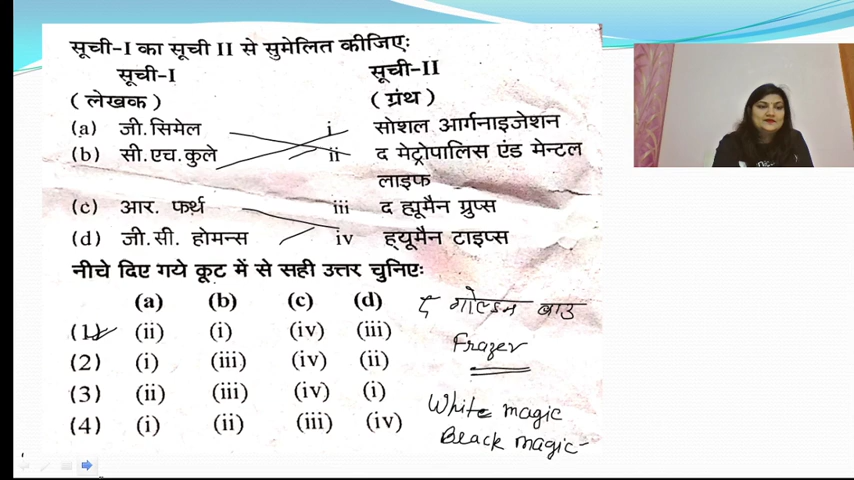 सूची-I का सूची II से सुमेलित कीजिएः
सूची-I सूची-II
(लेखक) (ग्रंथ)
(a) जी.सिमेल i सोशल आर्गनाइजेशन
(b) सी.एच.कुले ii द मेट्रोपालिस एंड मेन्टल
लाइफ
(c) आर. फर्थ iii द ह्यूमैन ग्रुप्स
(d) जी.सी. होमन्स iv ह्यूमैन टाइप्स
नीचे दिए गये कूट में से सही उत्तर चुनिएः
(a) (b) (c) (d)
(1) (ii) (i) (iv) (iii)
(2) (i) (iii) (iv) (ii)
(3) (ii) (iii) (iv) (i)
(4) (i) (ii) (iii) (iv)
द गोल्डन बाउ
Frazer
White magic
Black magic